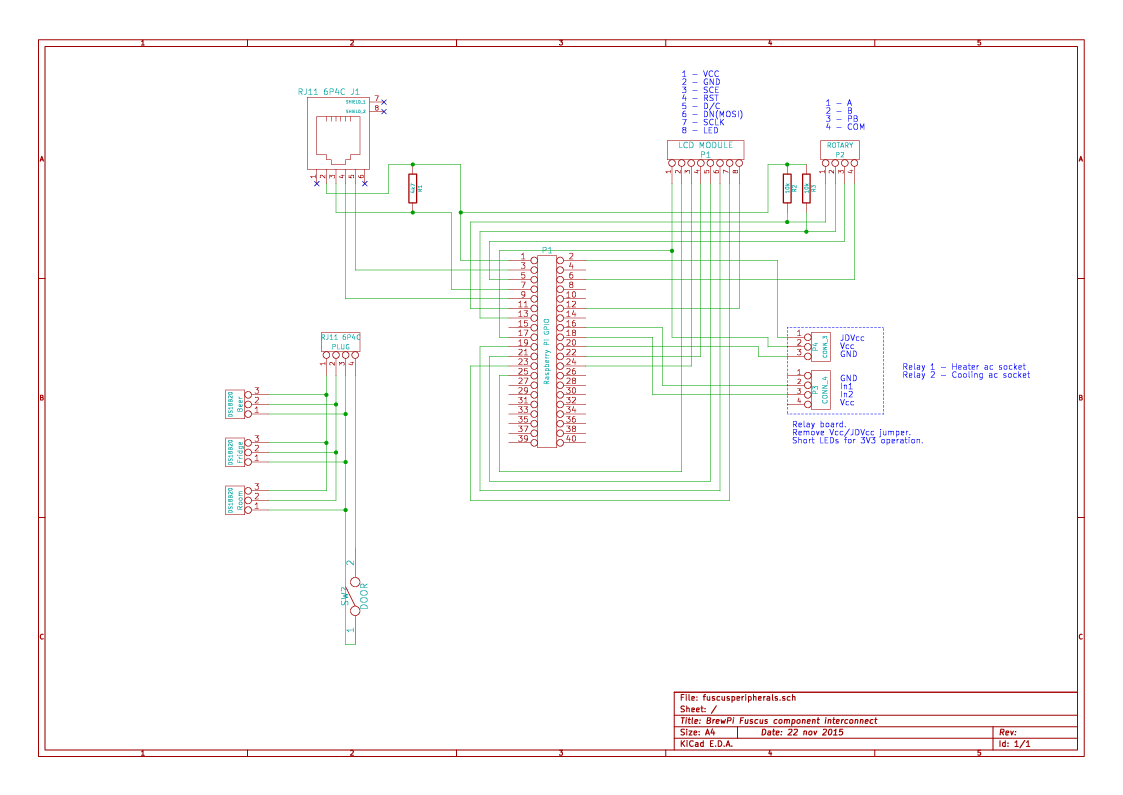 1 2 3 4 5
1 - VCC
2 - GND
3 - SCE
4 - RST
5 - D/C
6 - DN(MOSI)
7 - SCLK
8 - LED
1 - A
2 - B
3 - PB
4 - COM
RJ11 6P4C J1
SHIELD_1 7
SHIELD_2 8
1 2 3 4 5 6
4k7 R1
LCD MODULE
P1
1 2 3 4 5 6 7 8
ROTARY
P2
1 2 3 4
10k R2
10k R3
A A
P1
Raspberry Pi GPIO
1 2
3 4
5 6
7 8
9 10
11 12
13 14
15 16
17 18
19 20
21 22
23 24
25 26
27 28
29 30
31 32
33 34
35 36
37 38
39 40
RJ11 6P4C
PLUG
1 2 3 4
DS18B20 Beer
3
2
1
DS18B20 Fridge
3
2
1
DS18B20 Room
3
2
1
B B
P4 CONN_3
1 JDVcc
2 Vcc
3 GND
P3 CONN_4
1 GND
2 In1
3 In2
4 Vcc
Relay 1 - Heater ac socket
Relay 2 - Cooling ac socket
Relay board.
Remove Vcc/JDVcc jumper.
Short LEDs for 3V3 operation.
2
SW2
DOOR
1
C C
File: fuscusperipherals.sch
Sheet: /
Title: BrewPi Fuscus component interconnect
Size: A4 Date: 22 nov 2015 Rev:
KiCad E.D.A. Id: 1/1
1 2 3 4 5